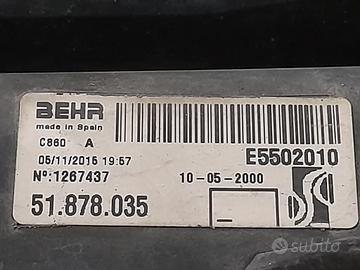 BEHR
made in Spain
C860 A
05/11/2015 19:57
E5502010
Nº:1267437
10-05-2000
51.878.035
subito